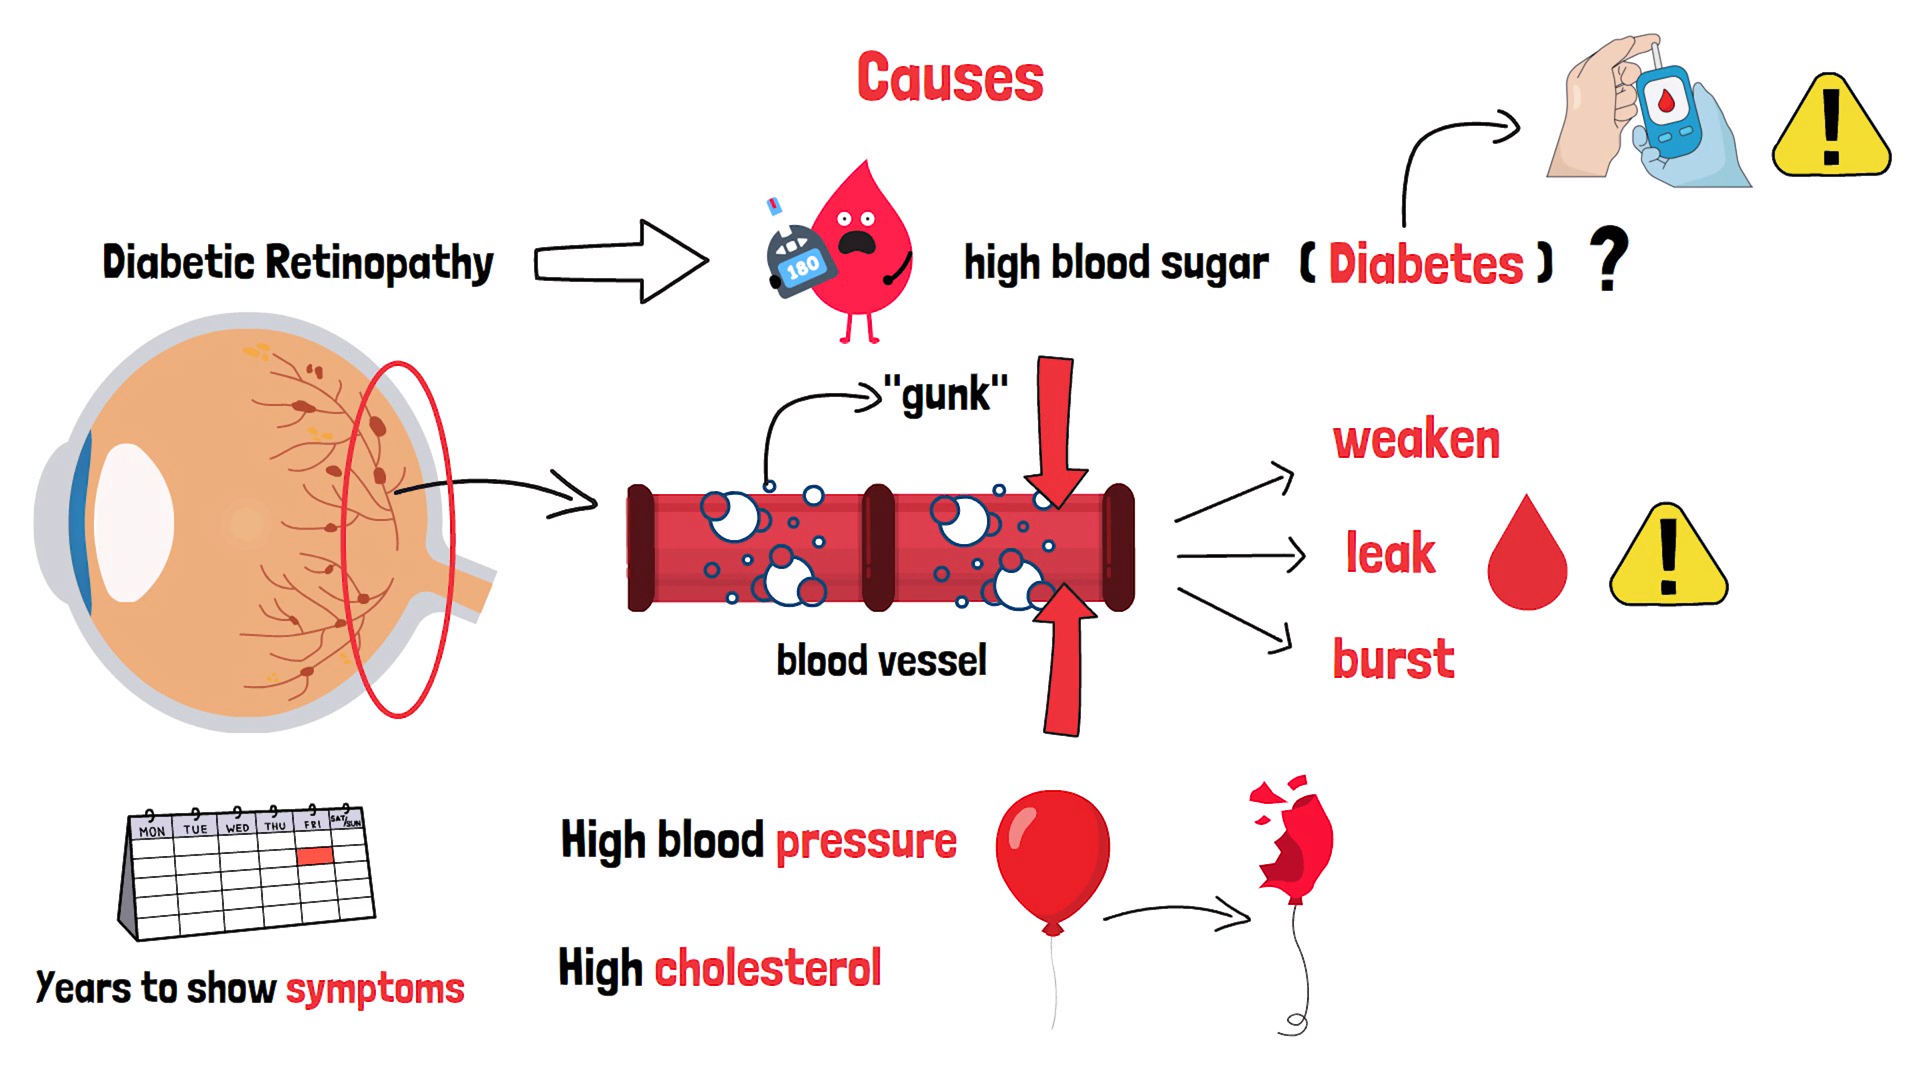 Causes
Diabetic Retinopathy
180
high blood sugar ( Diabetes ) ?
"gunk"
weaken
leak
burst
blood vessel
MON TUE WED THU FRI SAT/SUN
High blood pressure
High cholesterol
Years to show symptoms